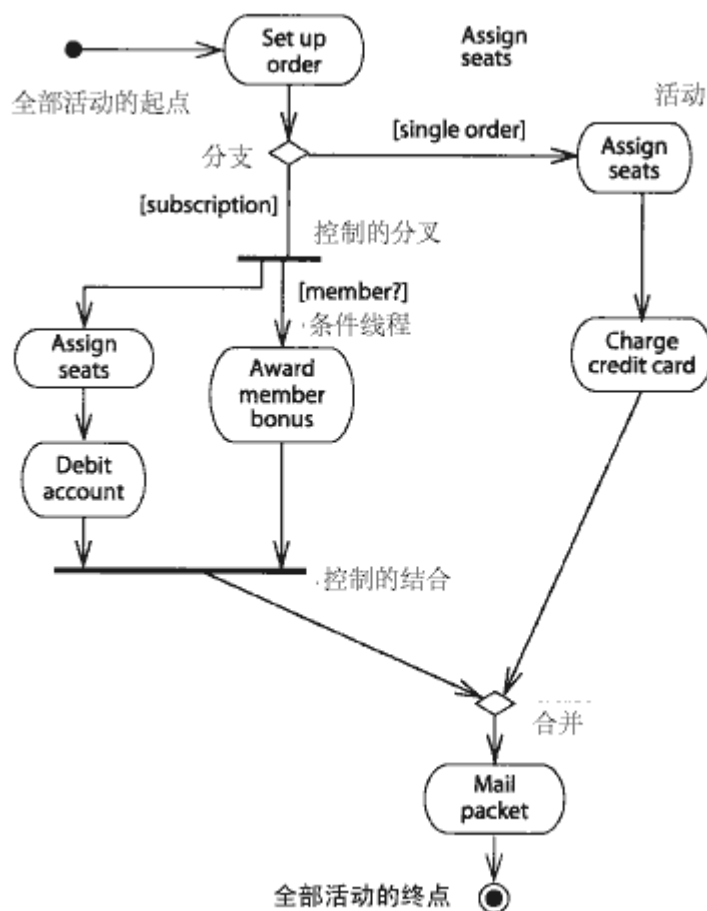 Set up
order
Assign
seats
全部活动的起点
活动
分支
[single order]
Assign
seats
[subscription]
控制的分叉
[member?]
条件线程
Assign
seats
Award
member
bonus
Charge
credit card
Debit
account
控制的结合
合并
Mail
packet
全部活动的终点